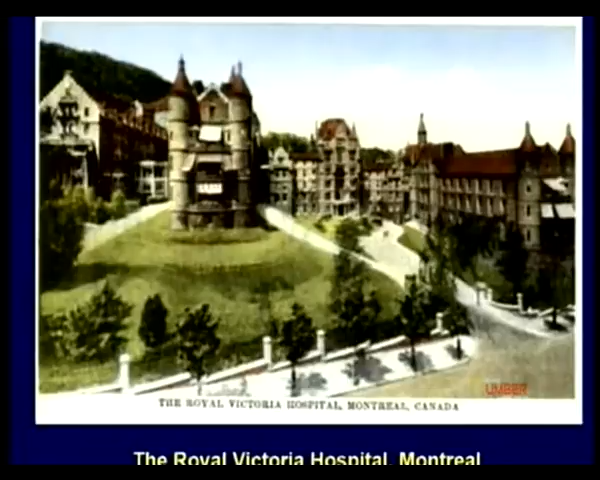 UMBER
THE ROYAL VICTORIA HOSPITAL, MONTREAL, CANADA
The Royal Victoria Hospital, Montreal